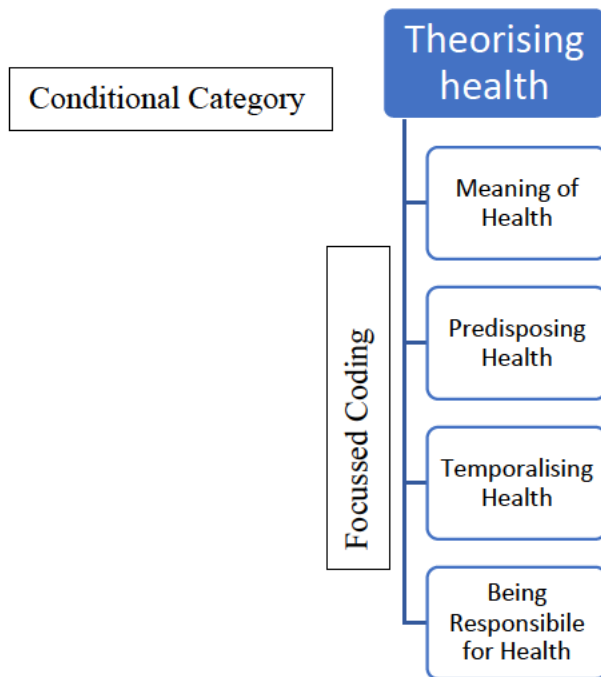 Theorising
health
Conditional Category
Meaning of
Health
Focussed Coding
Predisposing
Health
Temporalising
Health
Being
Responsibile
for Health